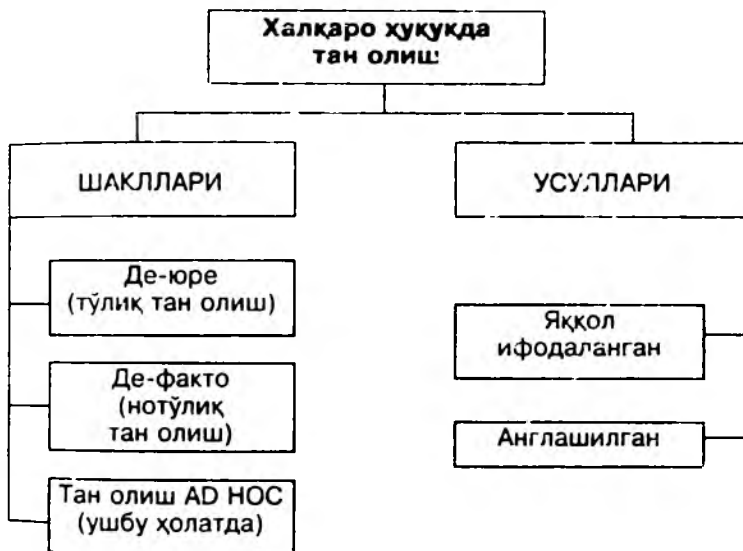 Халқаро ҳуқуқда
тан олиш
ШАКЛЛАРИ
Де-юре
(тўлиқ тан олиш)
Де-факто
(нотўлиқ
тан олиш)
Тан олиш AD HOC
(ушбу ҳолатда)
УСУЛЛАРИ
Яққол
ифодаланган
Англашилган